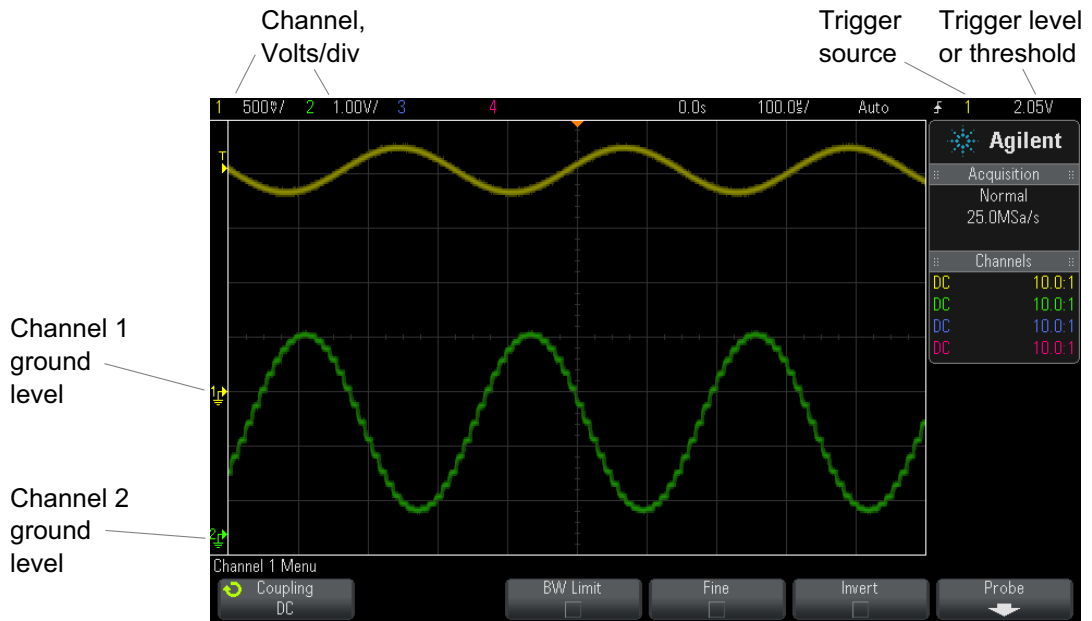 Channel,
Volts/div
Trigger
source
Trigger level
or threshold
1 500mV/ 2 1.00V/ 3 4 0.0s 100.0us/ Auto 1 2.05V
T
Agilent
Acquisition
Normal
25.0MSa/s
Channels
DC 10.0:1
DC 10.0:1
DC 10.0:1
DC 10.0:1
Channel 1
ground
level
1
Channel 2
ground
level
2
Channel 1 Menu
Coupling
DC
BW Limit
Fine
Invert
Probe